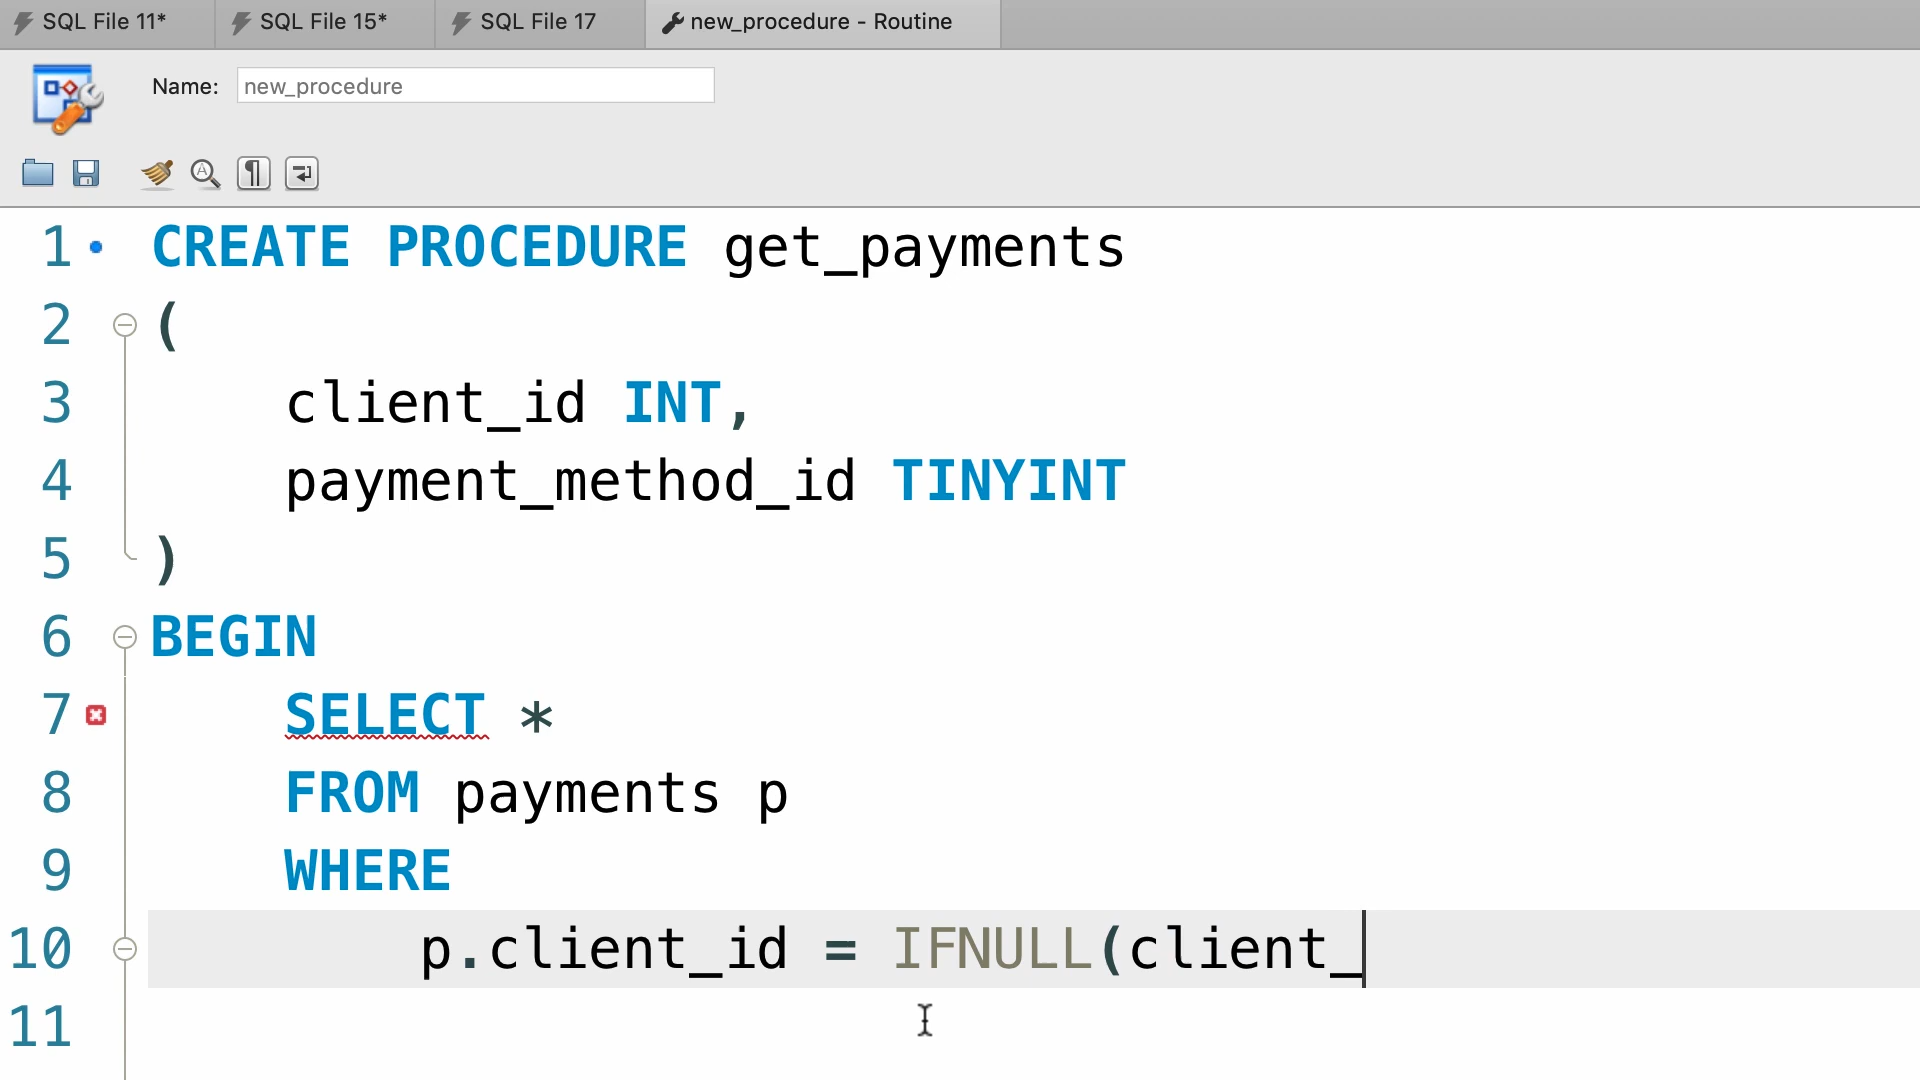 SQL File 11* SQL File 15* SQL File 17 new_procedure - Routine
Name: new_procedure
1 CREATE PROCEDURE get_payments
2 (
3 client_id INT,
4 payment_method_id TINYINT
5 )
6 BEGIN
7 SELECT *
8 FROM payments p
9 WHERE
10 p.client_id = IFNULL(client_
11